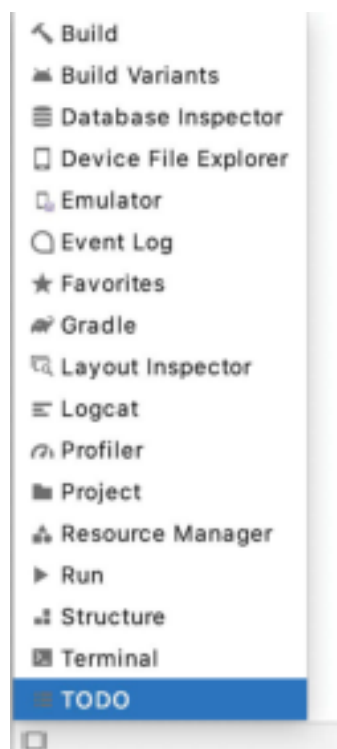 Build
Build Variants
Database Inspector
Device File Explorer
Emulator
Event Log
Favorites
Gradle
Layout Inspector
Logcat
Profiler
Project
Resource Manager
Run
Structure
Terminal
TODO